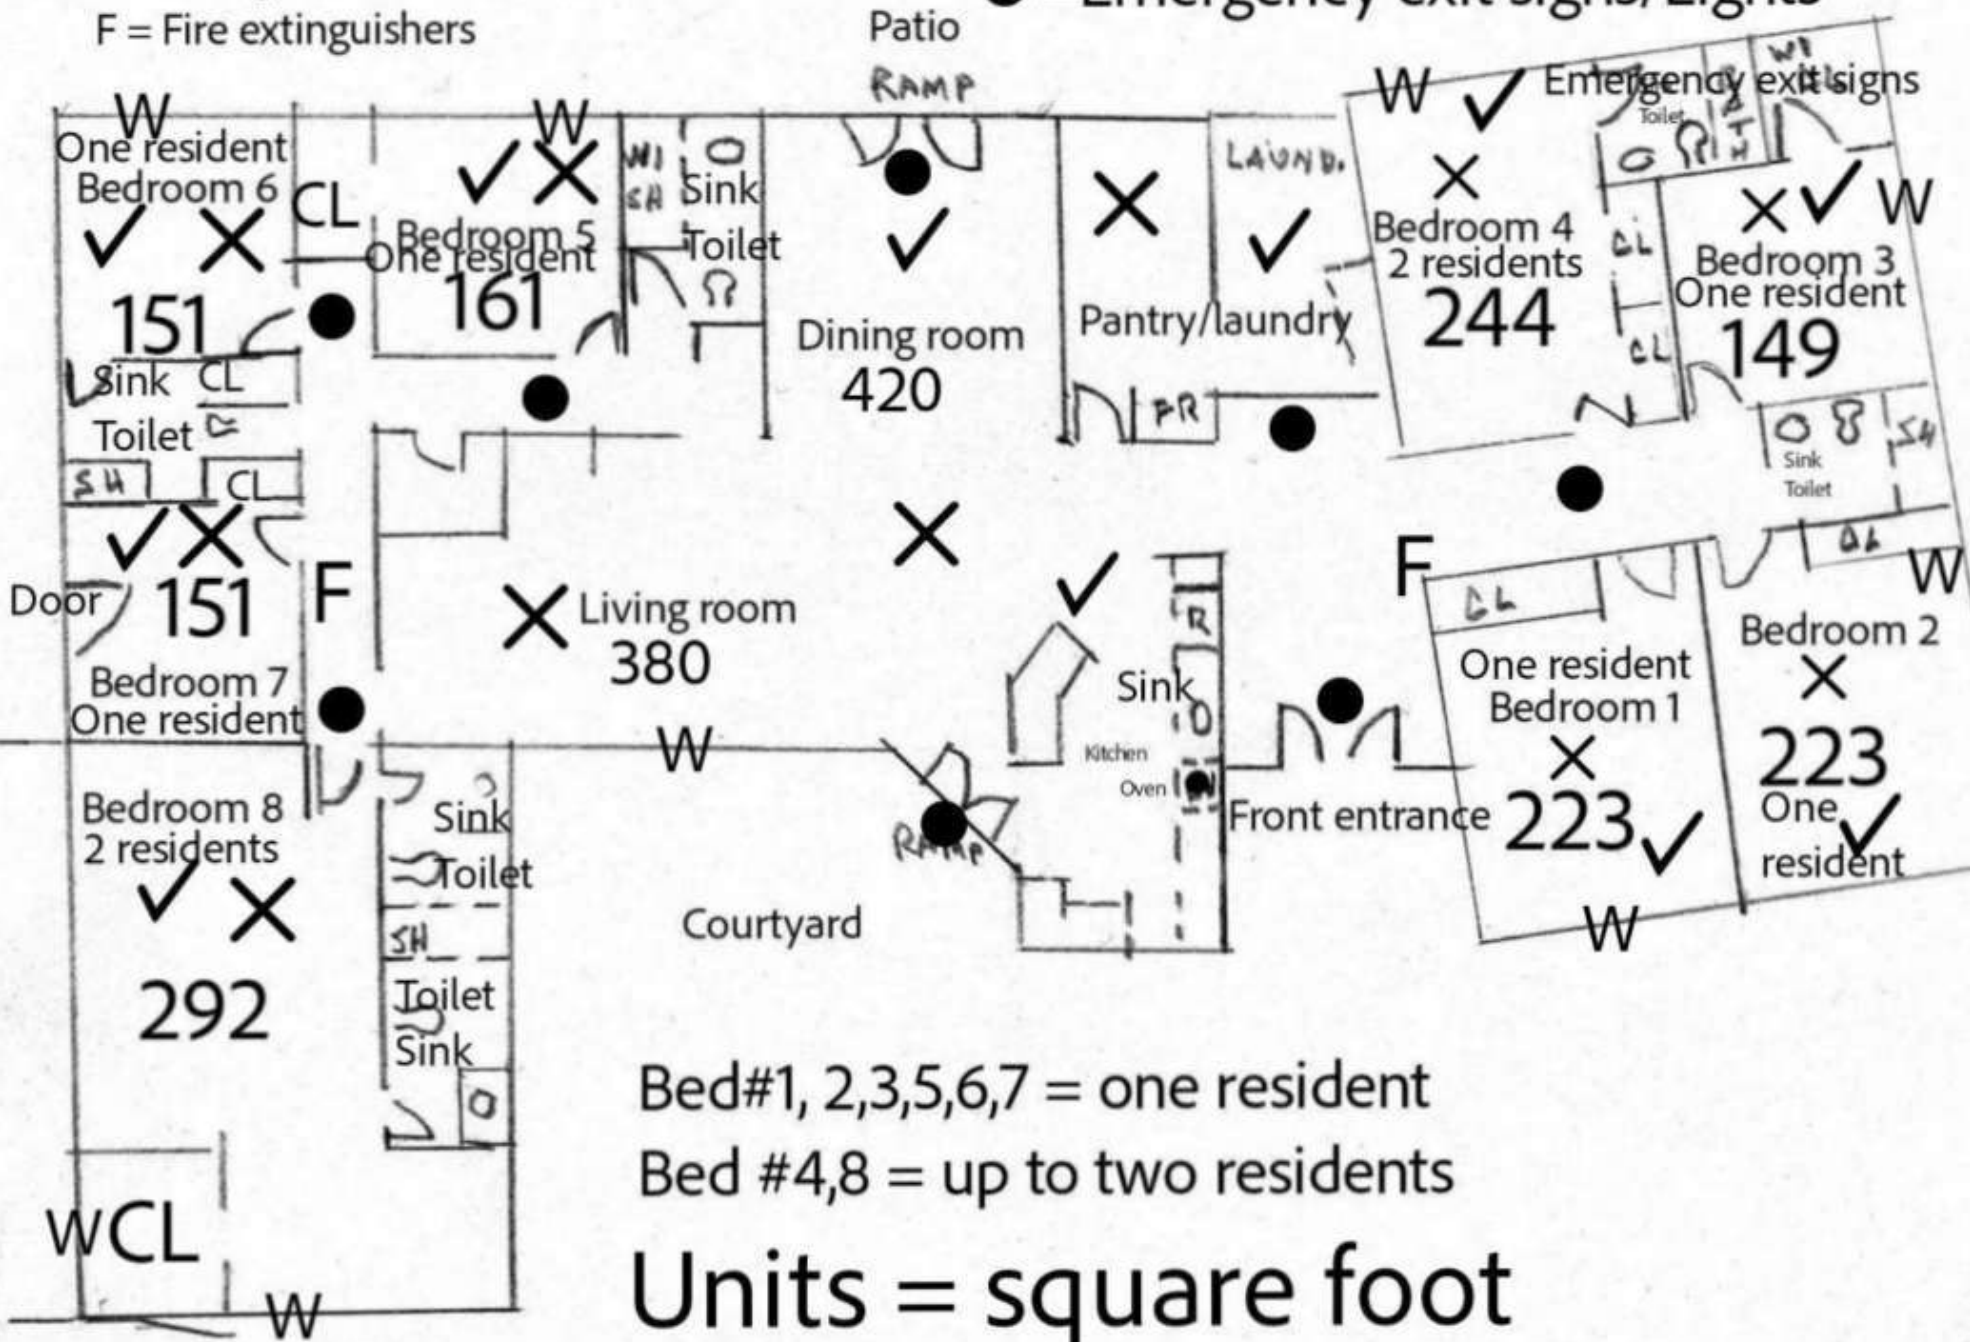 Emergency exit signs/Lights
F = Fire extinguishers
Patio
RAMP
W
One resident
Bedroom 6
151
CL
W
Bedroom 5
One resident
161
WI
SH
Sink
Toilet
Dining room
420
LAUND.
Pantry/laundry
W
Emergency exit signs
Toilet
BATH
Bedroom 4
2 residents
244
CL
CL
W
Bedroom 3
One resident
149
Sink
CL
Toilet
SH
CL
Door
151
F
Bedroom 7
One resident
Living room
380
W
R
Sink
Kitchen
Oven
Front entrance
Sink
Toilet
SH
F
CL
One resident
Bedroom 1
223
W
CL
W
Bedroom 2
223
One
resident
Bedroom 8
2 residents
292
Sink
Toilet
SH
Toilet
Sink
RAMP
Courtyard
WCL
W
Bed#1, 2,3,5,6,7 = one resident
Bed #4,8 = up to two residents
Units = square foot